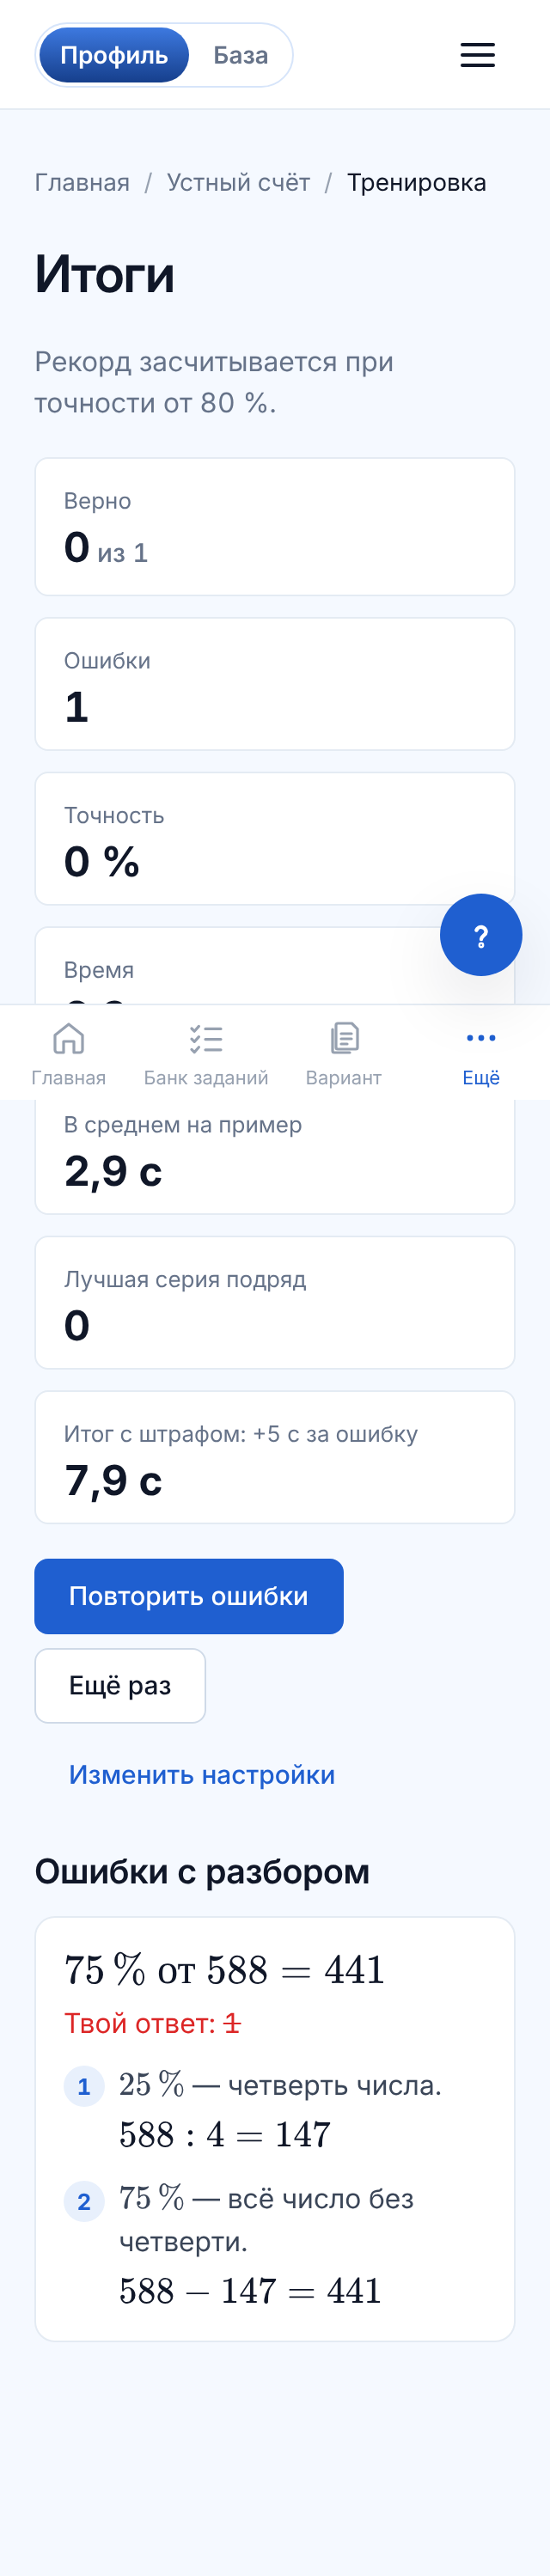 Профиль База
Главная / Устный счёт / Тренировка
Итоги
Рекорд засчитывается при
точности от 80 %.
Верно
0 из 1
Ошибки
1
Точность
0 %
?
Время
Главная Банк заданий Вариант Ещё
В среднем на пример
2,9 с
Лучшая серия подряд
0
Итог с штрафом: +5 с за ошибку
7,9 с
Повторить ошибки
Ещё раз
Изменить настройки
Ошибки с разбором
75 % от 588 = 441
Твой ответ: 1
1 25 % — четверть числа.
588 : 4 = 147
2 75 % — всё число без
четверти.
588 − 147 = 441